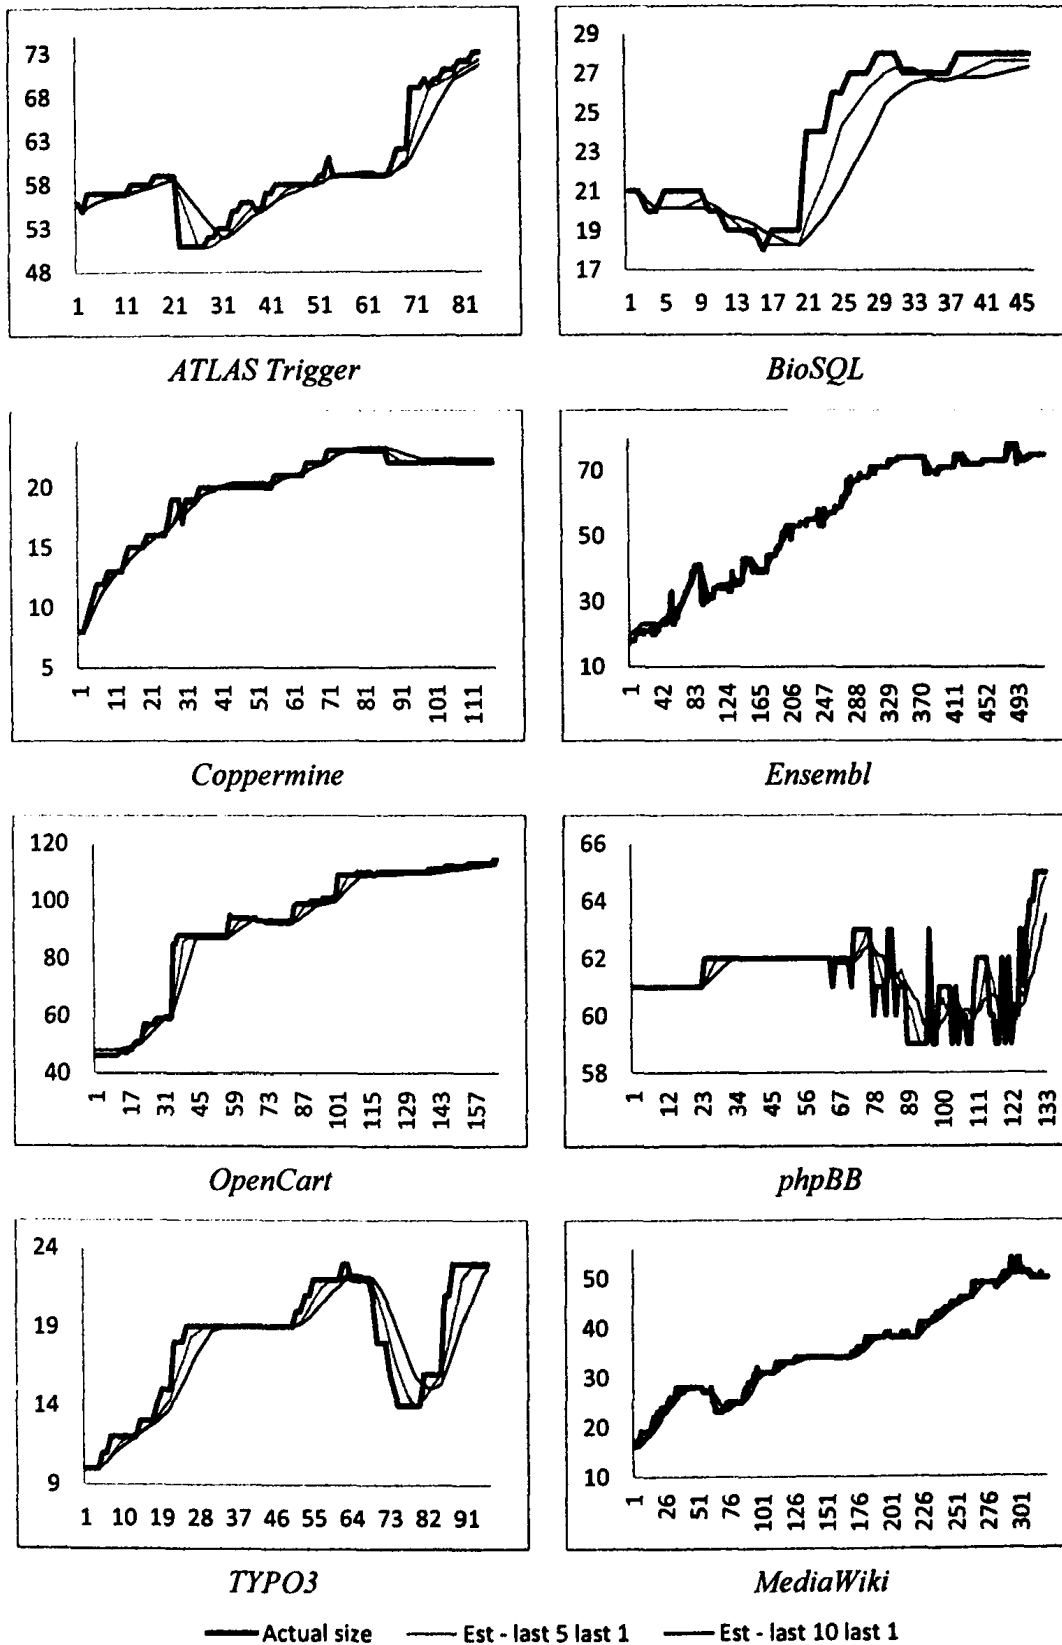 73
68
63
58
53
48
1 11 21 31 41 51 61 71 81
ATLAS Trigger
29
27
25
23
21
19
17
1 5 9 13 17 21 25 29 33 37 41 45
BioSQL
20
15
10
5
1 11 21 31 41 51 61 71 81 91 101 111
Coppermine
70
50
30
10
1 42 83 124 165 206 247 288 329 370 411 452 493
Ensembl
120
100
80
60
40
1 17 31 45 59 73 87 101 115 129 143 157
OpenCart
66
64
62
60
58
1 12 23 34 45 56 67 78 89 100 111 122 133
phpBB
24
19
14
9
1 10 19 28 37 46 55 64 73 82 91
TYPO3
50
40
30
20
10
1 26 51 76 101 126 151 176 201 226 251 276 301
MediaWiki
Actual size Est - last 5 last 1 Est - last 10 last 1